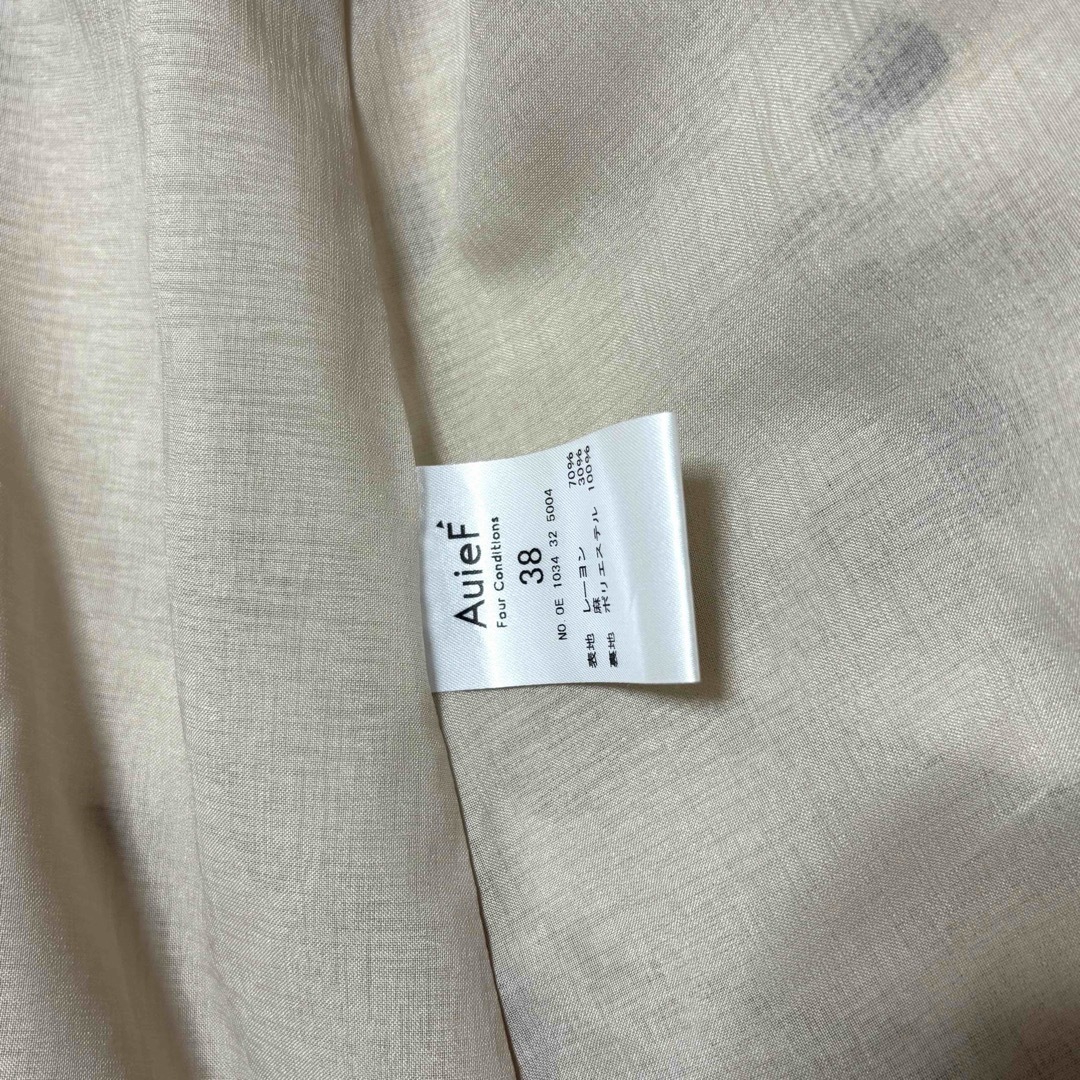 AuieF
Four Conditions
38
NO OE 1034 32 5004
表地 レーヨン 70%
麻 30%
裏地 ポリエステル 100%